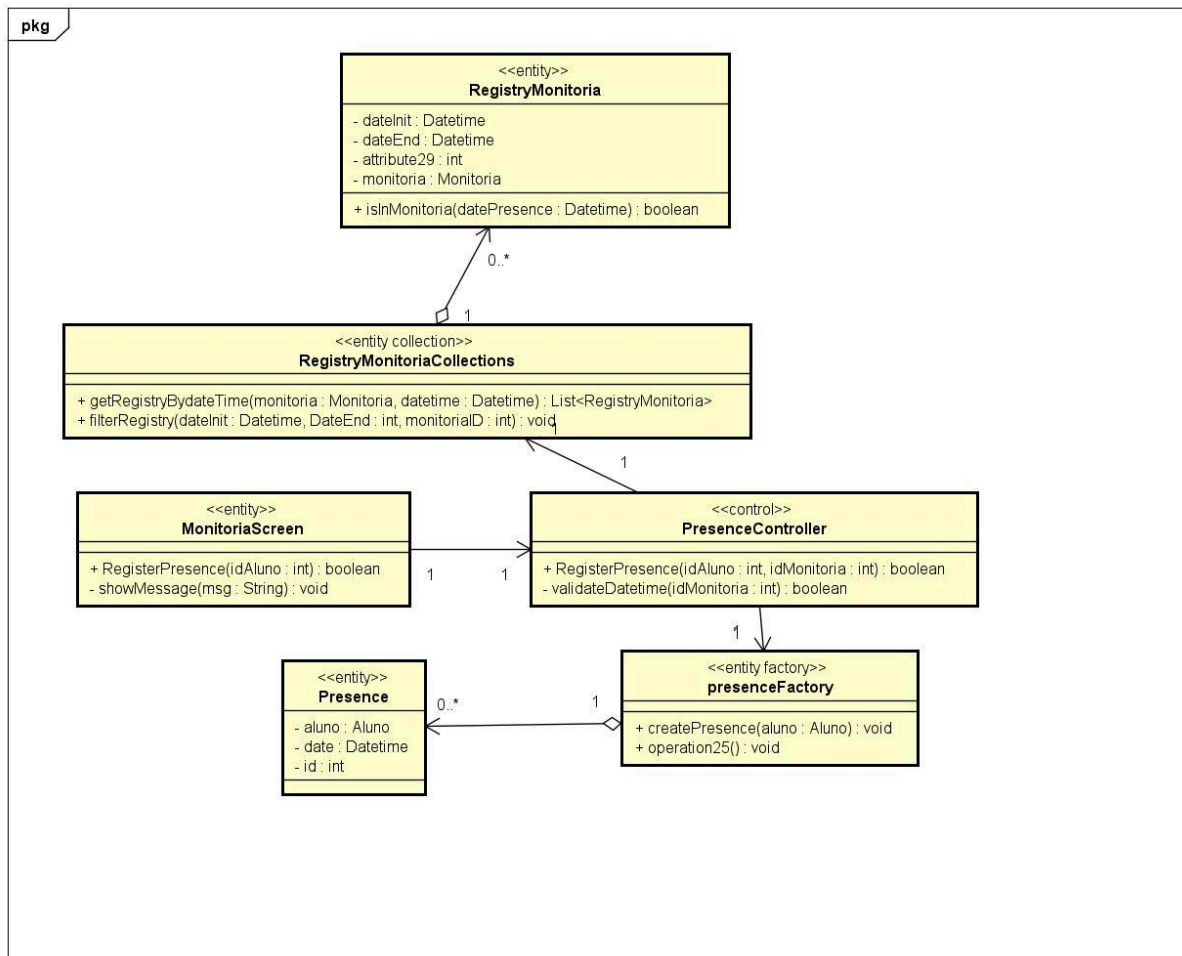 pkg
<<entity>>
RegistryMonitoria
- dateInit : Datetime
- dateEnd : Datetime
- attribute29 : int
- monitoria : Monitoria
+ isInMonitoria(datePresence : Datetime) : boolean
0..*
1
<<entity collection>>
RegistryMonitoriaCollections
+ getRegistryBydateTime(monitoria : Monitoria, datetime : Datetime) : List<RegistryMonitoria>
+ filterRegistry(dateInit : Datetime, DateEnd : int, monitoriaID : int) : void
1
1
<<entity>>
MonitoriaScreen
+ RegisterPresence(idAluno : int) : boolean
- showMessage(msg : String) : void
1
1
<<control>>
PresenceController
+ RegisterPresence(idAluno : int, idMonitoria : int) : boolean
- validateDatetime(idMonitoria : int) : boolean
1
<<entity>>
Presence
- aluno : Aluno
- date : Datetime
- id : int
0..*
1
<<entity factory>>
presenceFactory
+ createPresence(aluno : Aluno) : void
+ operation25() : void